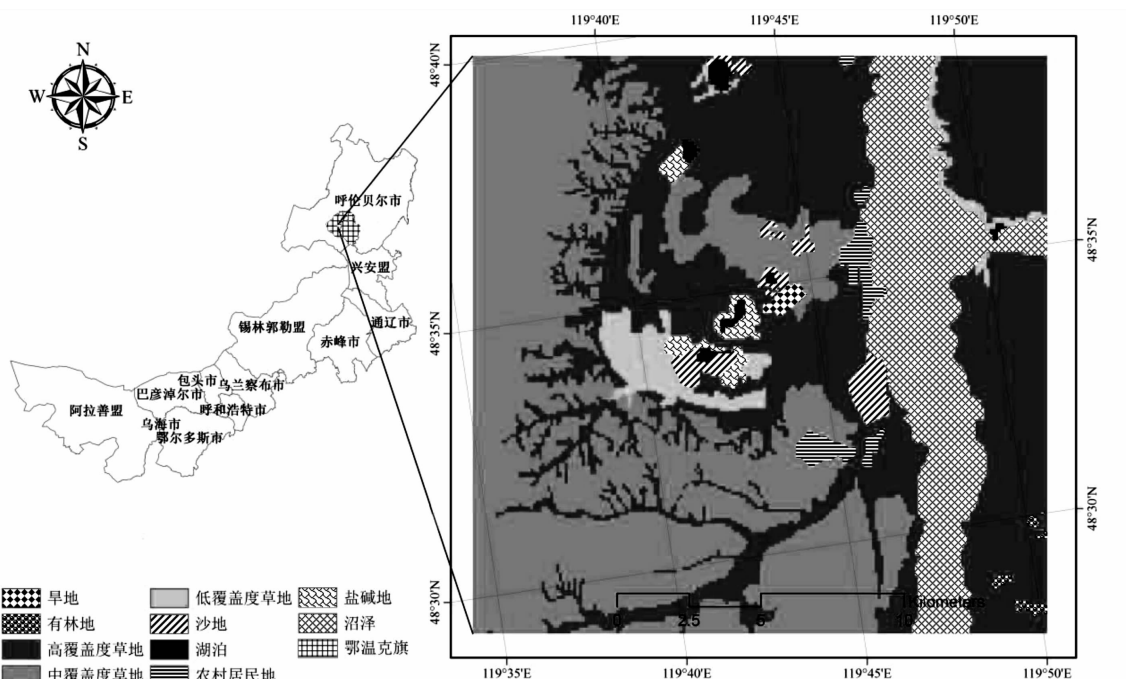 119°40'E 119°45'E 119°50'E
N
W E
S
48°40'N
48°35'N
48°30'N
48°35'N
48°30'N
呼伦贝尔市
兴安盟
锡林郭勒盟
通辽市
赤峰市
包头市
乌兰察布市
巴彦淖尔市
阿拉善盟
呼和浩特市
乌海市
鄂尔多斯市
旱地 低覆盖度草地 盐碱地
有林地 沙地 沼泽
高覆盖度草地 湖泊 鄂温克旗
中覆盖度草地 农村居民地
Kilometers
0 2.5 5 10
119°35'E 119°40'E 119°45'E 119°50'E